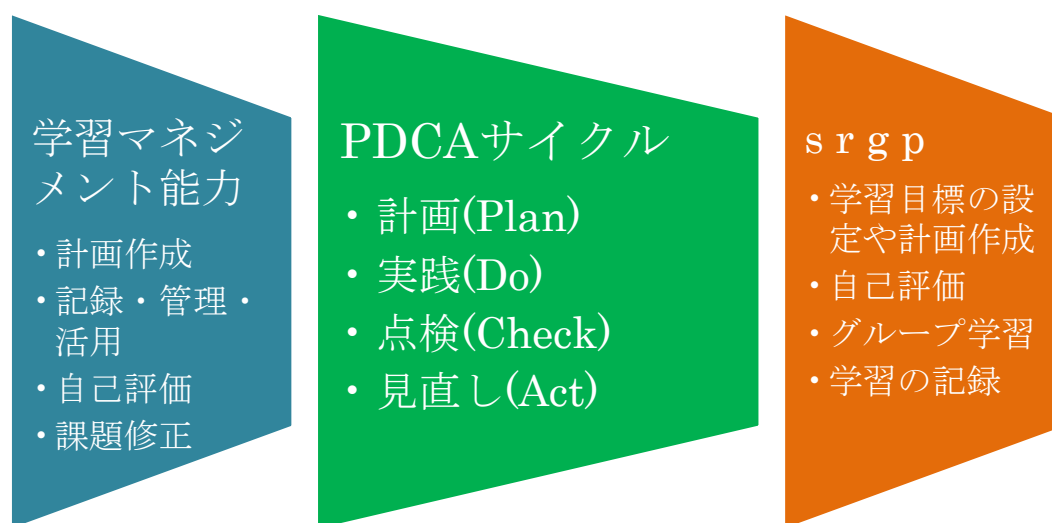 学習マネジ
メント能力
・計画作成
・記録・管理・
活用
・自己評価
・課題修正
PDCAサイクル
・計画(Plan)
・実践(Do)
・点検(Check)
・見直し(Act)
s r g p
・学習目標の設
定や計画作成
・自己評価
・グループ学習
・学習の記録